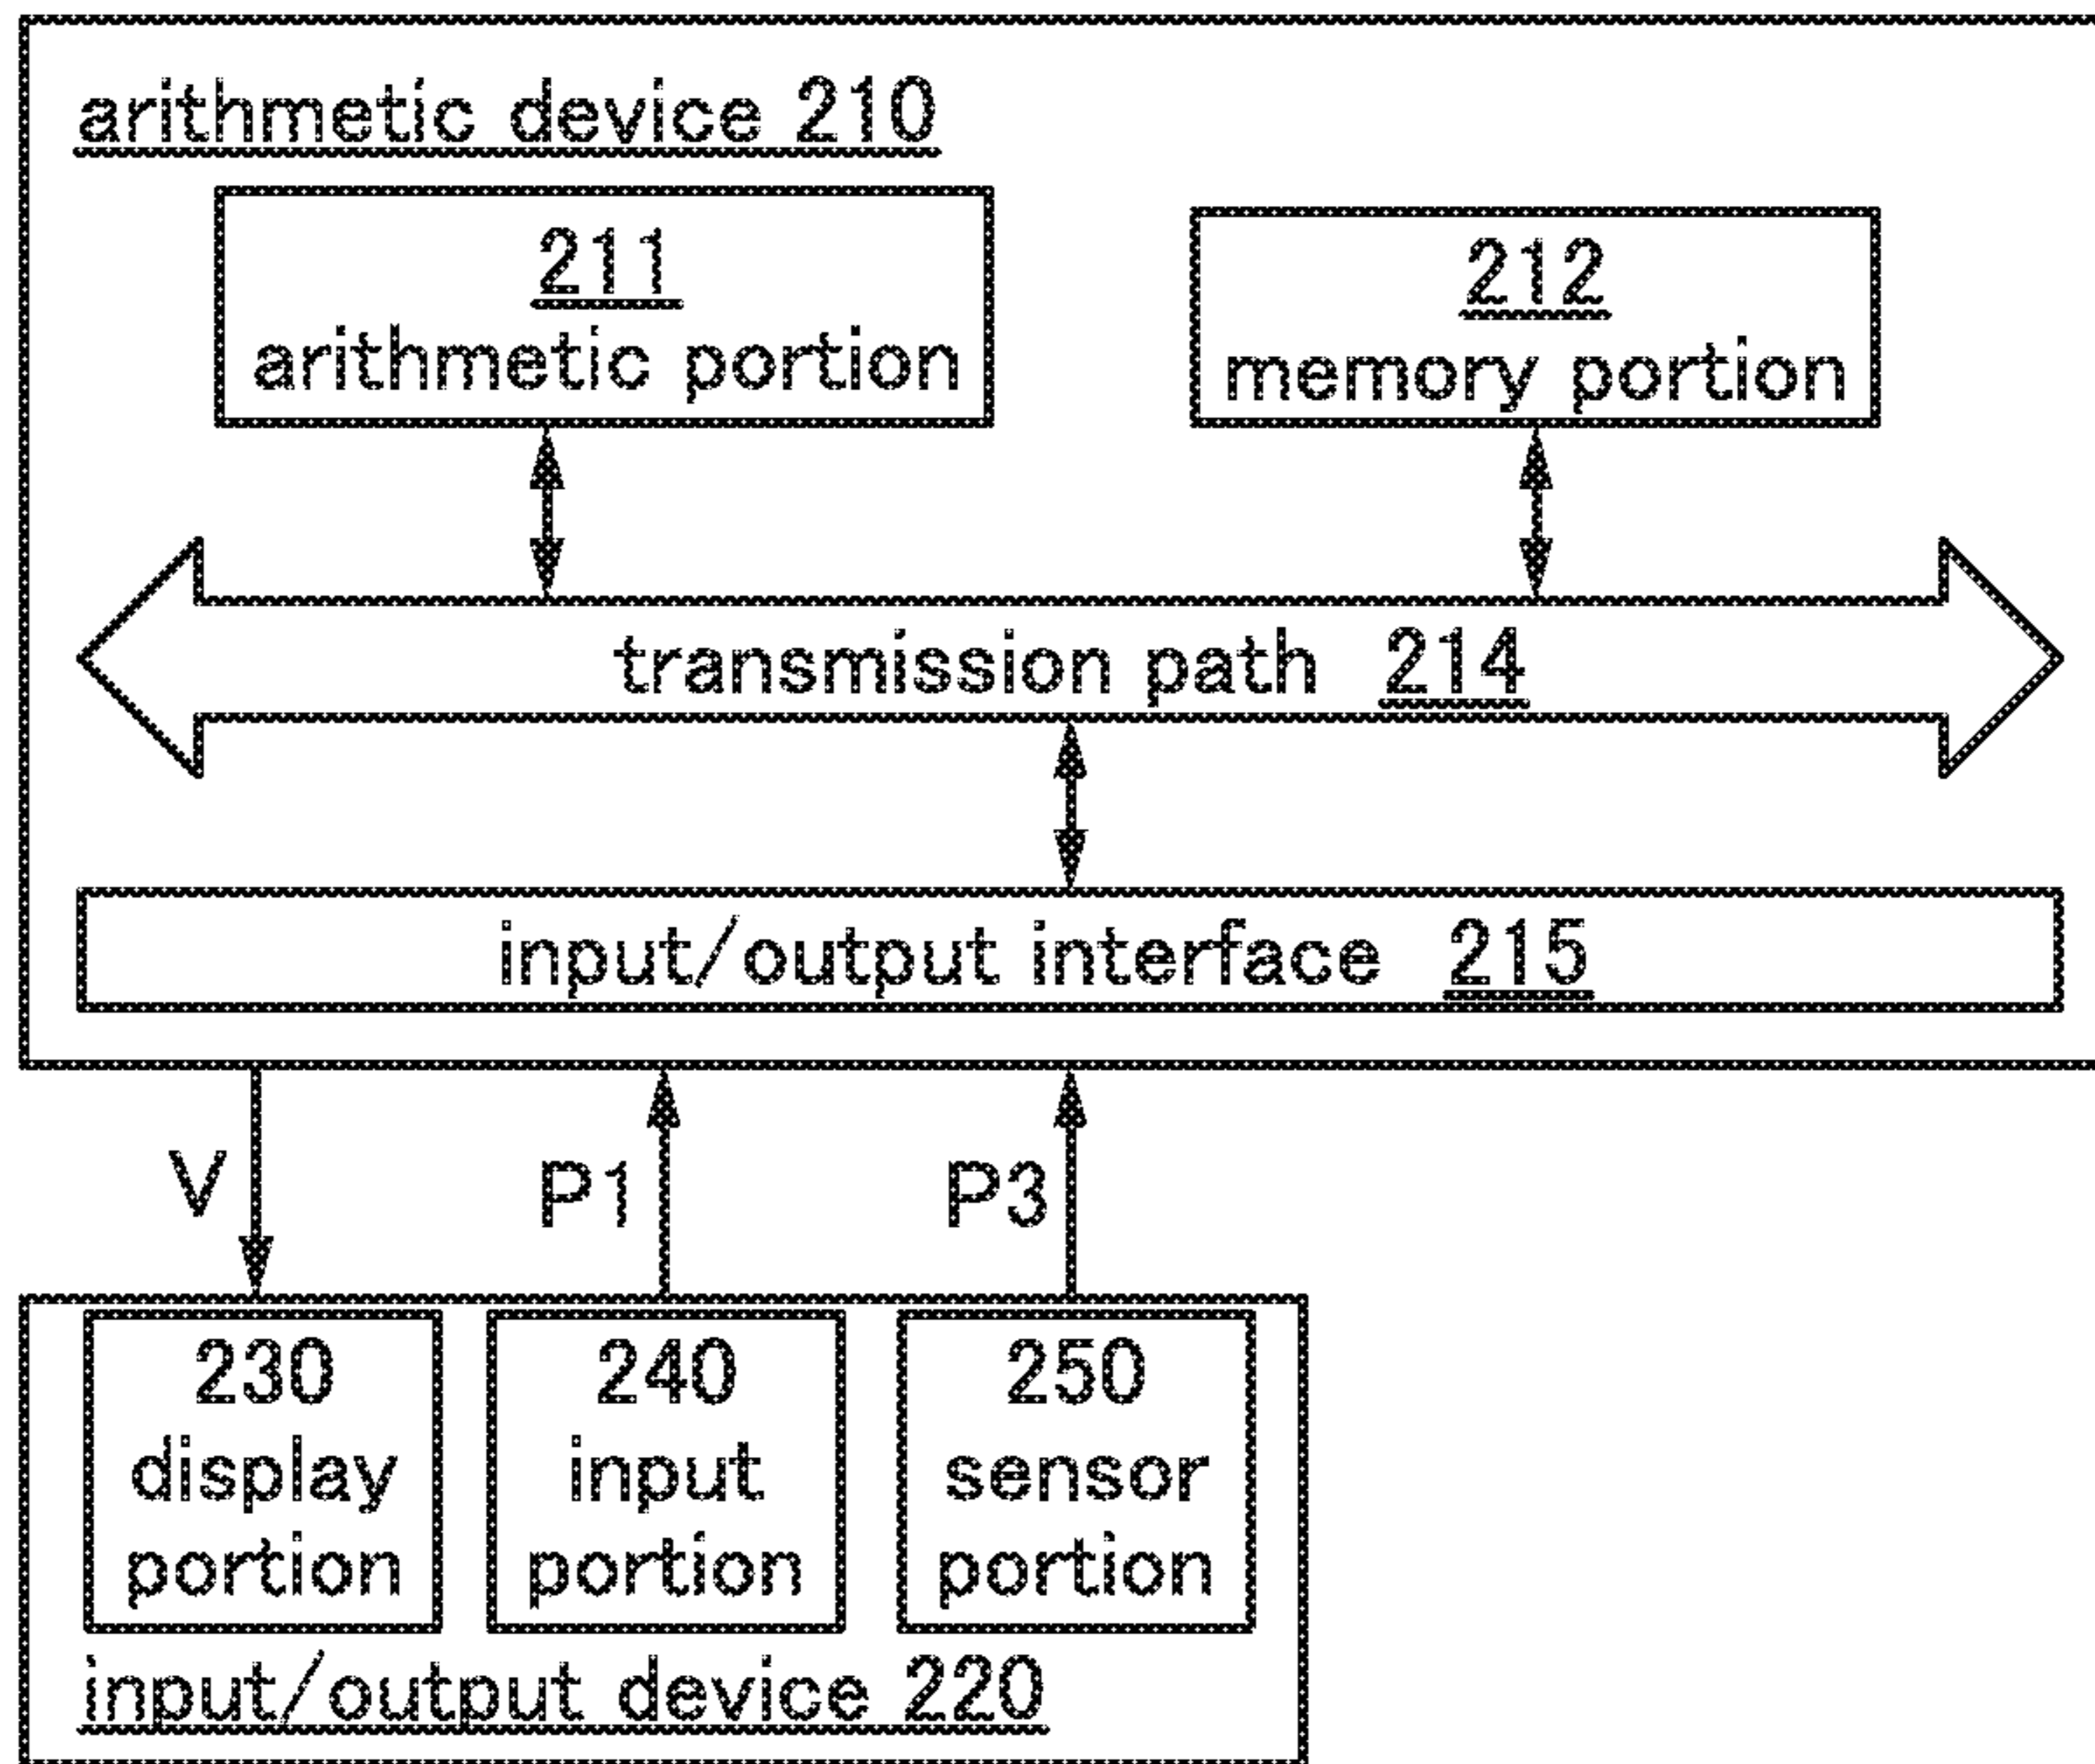 arithmetic device 210
211
arithmetic portion
212
memory portion
transmission path 214
input/output interface 215
V
P1
P3
230
display
portion
240
input
portion
250
sensor
portion
input/output device 220